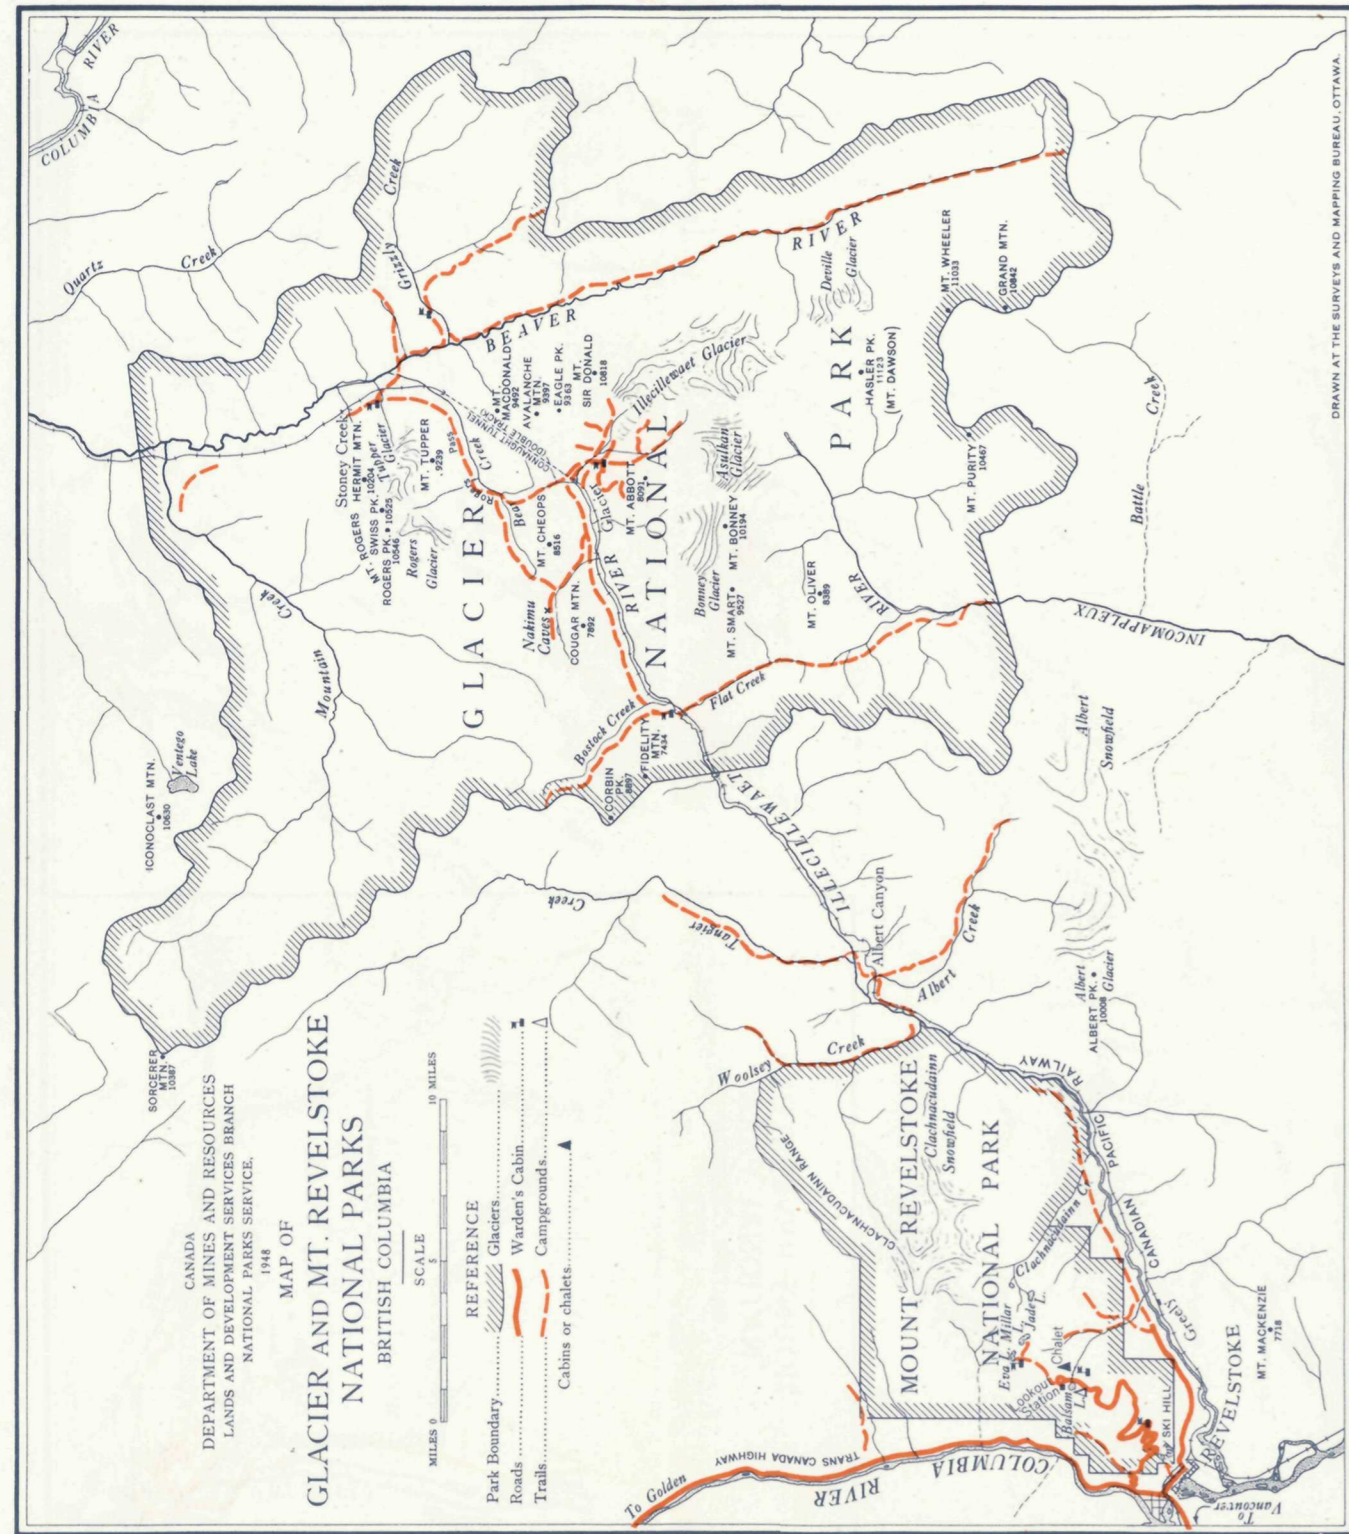 CANADA
DEPARTMENT OF MINES AND RESOURCES
LANDS AND DEVELOPMENT SERVICES BRANCH
NATIONAL PARKS SERVICE,
1948
MAP OF
GLACIER AND MT. REVELSTOKE
NATIONAL PARKS
BRITISH COLUMBIA
SCALE
MILES 0 5 10 MILES
REFERENCE
Park Boundary
Glaciers
Roads
Warden's Cabin
Trails
Campgrounds
Cabins or chalets
SORCERER
MTN.
10387
ICONOCLAST MTN.
10630
Ventego
Lake
Mountain
Creek
COLUMBIA
RIVER
Quartz
Creek
Grizzly
Creek
Stoney Creek
HERMIT MTN.
10204
MT. ROGERS
SWISS PK.
10525
ROGERS PK.
10546
Tupper
Glacier
Rogers
Glacier
MT. TUPPER
9239
Rogers
Pass
Bear
Creek
CONNAUGHT TUNNEL
(DOUBLE TRACK)
MT.
MACDONALD
9492
AVALANCHE
MTN.
9397
EAGLE PK.
9363
MT.
SIR DONALD
10818
BEAVER
RIVER
GLACIER
NATIONAL
PARK
MT. CHEOPS
8516
Nakimu
Caves
COUGAR MTN.
7892
Glacier
Illecillewaet Glacier
MT. ABBOTT
8091
Asulkan
Glacier
MT. BONNEY
10194
Bonney
Glacier
MT. SMART
9527
MT. OLIVER
8389
Deville
Glacier
HASLER PK.
11123
(MT. DAWSON)
MT. WHEELER
11033
GRAND MTN.
10842
MT. PURITY
10467
Battle
Creek
INCOMAPPLEUX
RIVER
Flat Creek
Bostock Creek
FIDELITY
MTN.
7434
CORBIN
PK.
8897
ILLECILLEWAET
RIVER
Tangier
Creek
Albert Canyon
Albert
Creek
Albert
Snowfield
Albert
Glacier
ALBERT PK.
10008
Woolsey
Creek
CLACHNACUDAINN RANGE
Clachnacudainn
Snowfield
MOUNT REVELSTOKE
NATIONAL PARK
Clachnacudainn C.
CANADIAN PACIFIC RAILWAY
Greely
Eva L.
Millar
L.
Jade
L.
Chalet
Lookout
Station
Balsam
L.
SKI HILL
MT. MACKENZIE
7718
REVELSTOKE
TRANS CANADA HIGHWAY
COLUMBIA
RIVER
To Golden
To
Vancouver
DRAWN AT THE SURVEYS AND MAPPING BUREAU, OTTAWA.